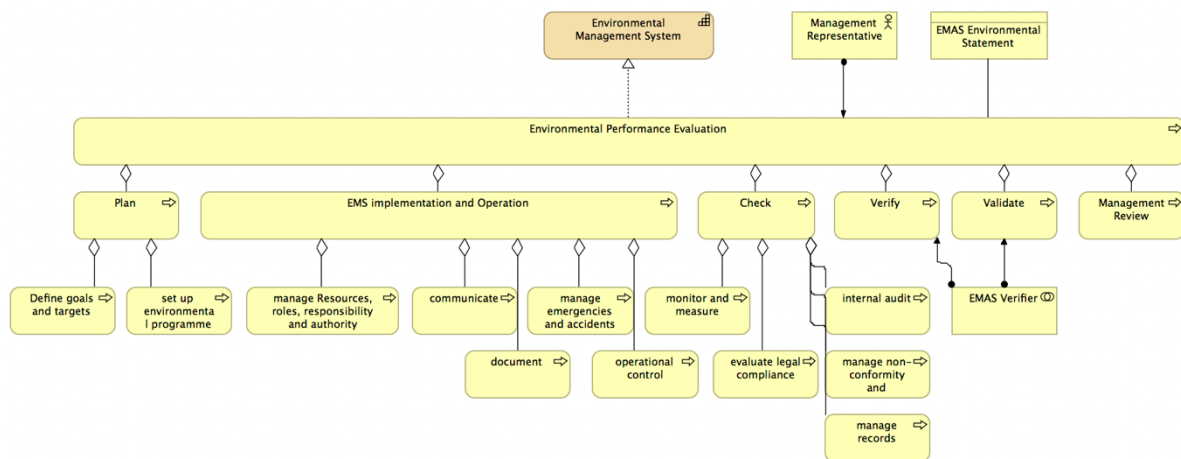 Environmental
Management System
Management
Representative
EMAS Environmental
Statement
Environmental Performance Evaluation
Plan
EMS implementation and Operation
Check
Verify
Validate
Management
Review
Define goals
and targets
set up
environmenta
l programme
manage Resources,
roles, responsibility
and authority
communicate
manage
emergencies
and accidents
monitor and
measure
internal audit
EMAS Verifier
document
operational
control
evaluate legal
compliance
manage non-
conformity and
manage
records